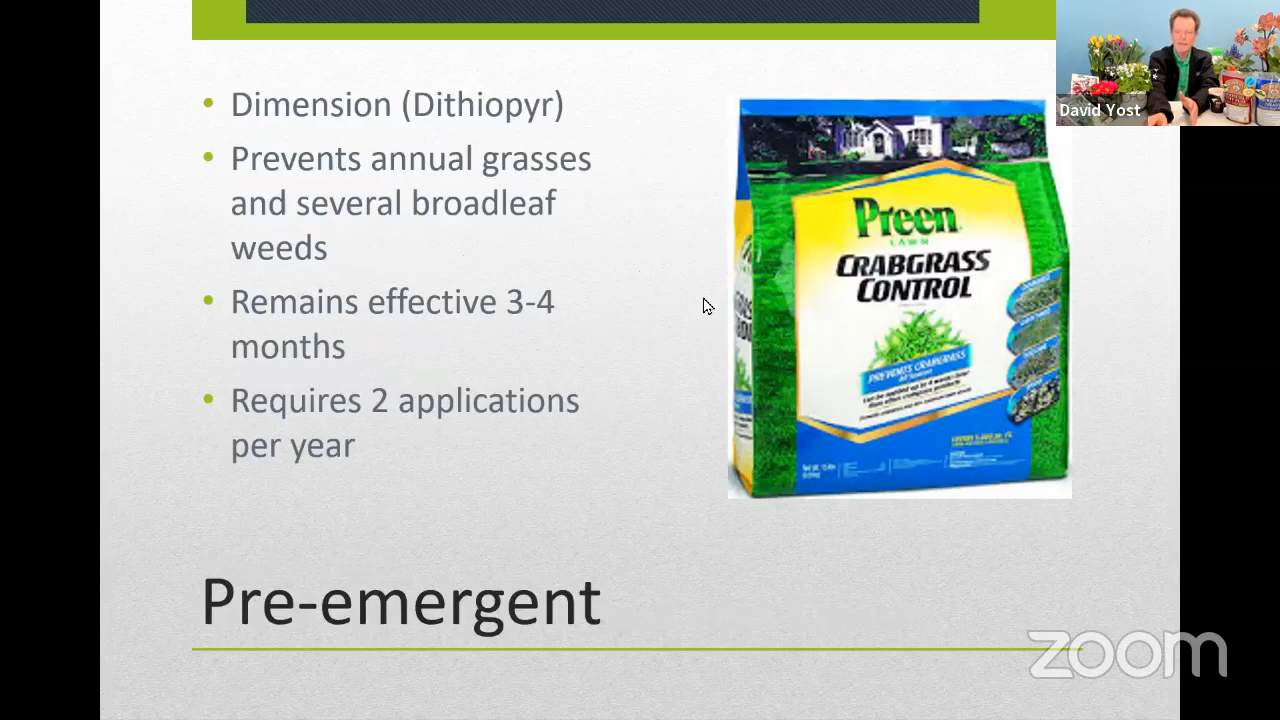 • Dimension (Dithiopyr)
• Prevents annual grasses
and several broadleaf
weeds
• Remains effective 3-4
months
• Requires 2 applications
per year
David Yost
Preen
LAWN
CRABGRASS
CONTROL
PREVENTS CRABGRASS
Pre-emergent
zoom